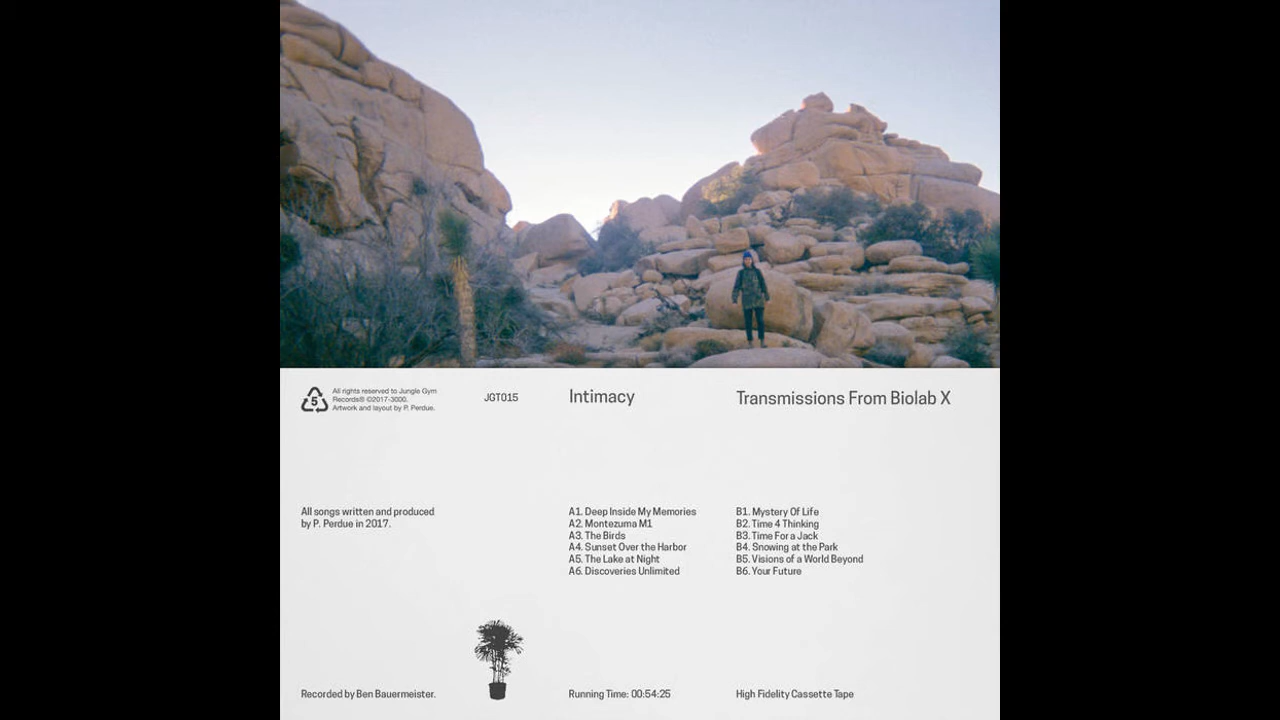 5
All rights reserved to Jungle Gym
Records® ©2017-3000.
Artwork and layout by P. Perdue.
JGT015
Intimacy
Transmissions From Biolab X
All songs written and produced
by P. Perdue in 2017.
A1. Deep Inside My Memories
A2. Montezuma M1
A3. The Birds
A4. Sunset Over the Harbor
A5. The Lake at Night
A6. Discoveries Unlimited
B1. Mystery Of Life
B2. Time 4 Thinking
B3. Time For a Jack
B4. Snowing at the Park
B5. Visions of a World Beyond
B6. Your Future
Recorded by Ben Bauermeister.
Running Time: 00:54:25
High Fidelity Cassette Tape